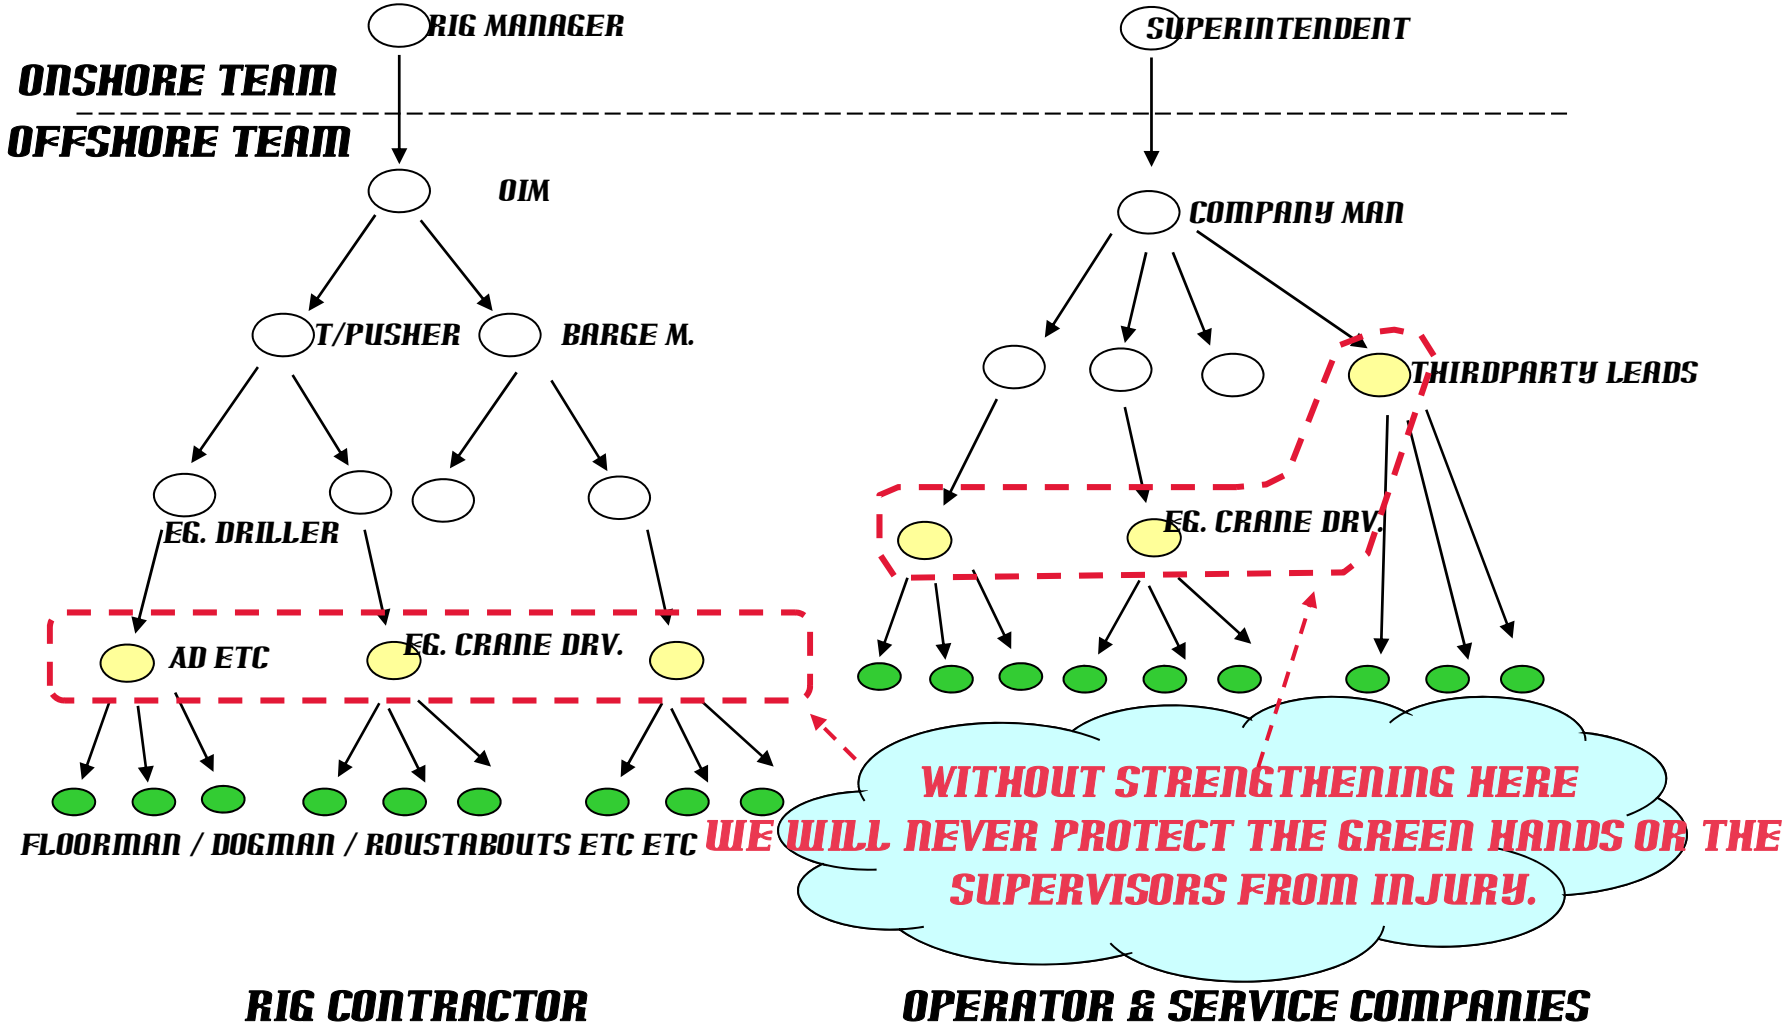 RIG MANAGER
SUPERINTENDENT
ONSHORE TEAM
OFFSHORE TEAM
OIM
COMPANY MAN
T/PUSHER
BARGE M.
THIRDPARTY LEADS
EG. DRILLER
EG. CRANE DRV.
AD ETC
EG. CRANE DRV.
FLOORMAN / DOGMAN / ROUSTABOUTS ETC ETC
WITHOUT STRENGTHENING HERE
WE WILL NEVER PROTECT THE GREEN HANDS OR THE
SUPERVISORS FROM INJURY.
RIG CONTRACTOR
OPERATOR & SERVICE COMPANIES